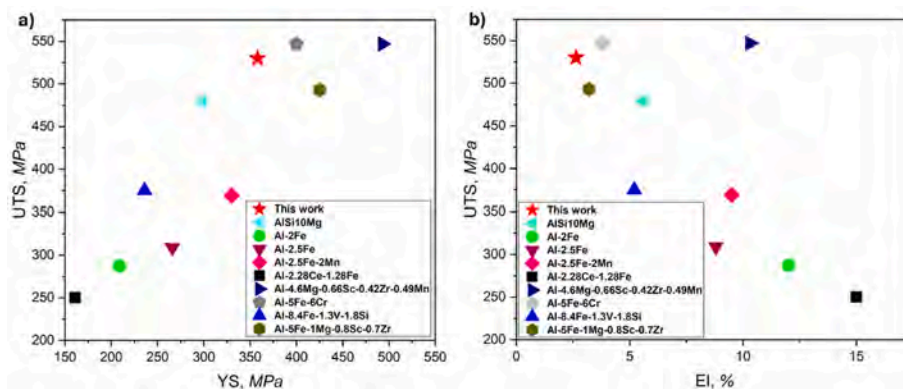 a)
UTS, MPa
550
500
450
400
350
300
250
200
This work
AlSi10Mg
Al-2Fe
Al-2.5Fe
Al-2.5Fe-2Mn
Al-2.28Ce-1.28Fe
Al-4.6Mg-0.66Sc-0.42Zr-0.49Mn
Al-5Fe-6Cr
Al-8.4Fe-1.3V-1.8Si
Al-5Fe-1Mg-0.8Sc-0.7Zr
150 200 250 300 350 400 450 500 550
YS, MPa
b)
UTS, MPa
550
500
450
400
350
300
250
200
This work
AlSi10Mg
Al-2Fe
Al-2.5Fe
Al-2.5Fe-2Mn
Al-2.28Ce-1.28Fe
Al-4.6Mg-0.66Sc-0.42Zr-0.49Mn
Al-5Fe-6Cr
Al-8.4Fe-1.3V-1.8Si
Al-5Fe-1Mg-0.8Sc-0.7Zr
0 5 10 15
El, %